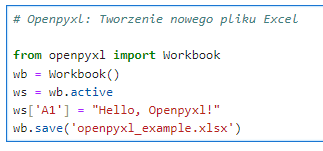 # Openpyxl: Tworzenie nowego pliku Excel
from openpyxl import Workbook
wb = Workbook()
ws = wb.active
ws['A1'] = "Hello, Openpyxl!"
wb.save('openpyxl_example.xlsx')